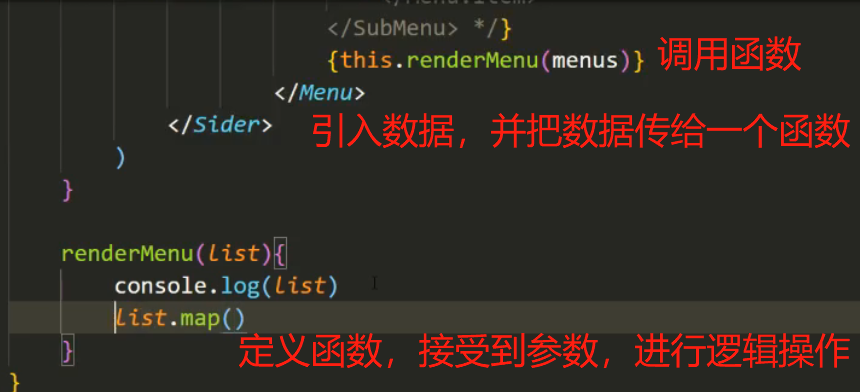 </Menu.Item>
</SubMenu> */}
{this.renderMenu(menus)} 调用函数
</Menu>
</Sider> 引入数据，并把数据传给一个函数
)
}
renderMenu(list){
console.log(list)
list.map()
} 定义函数，接受到参数，进行逻辑操作
}